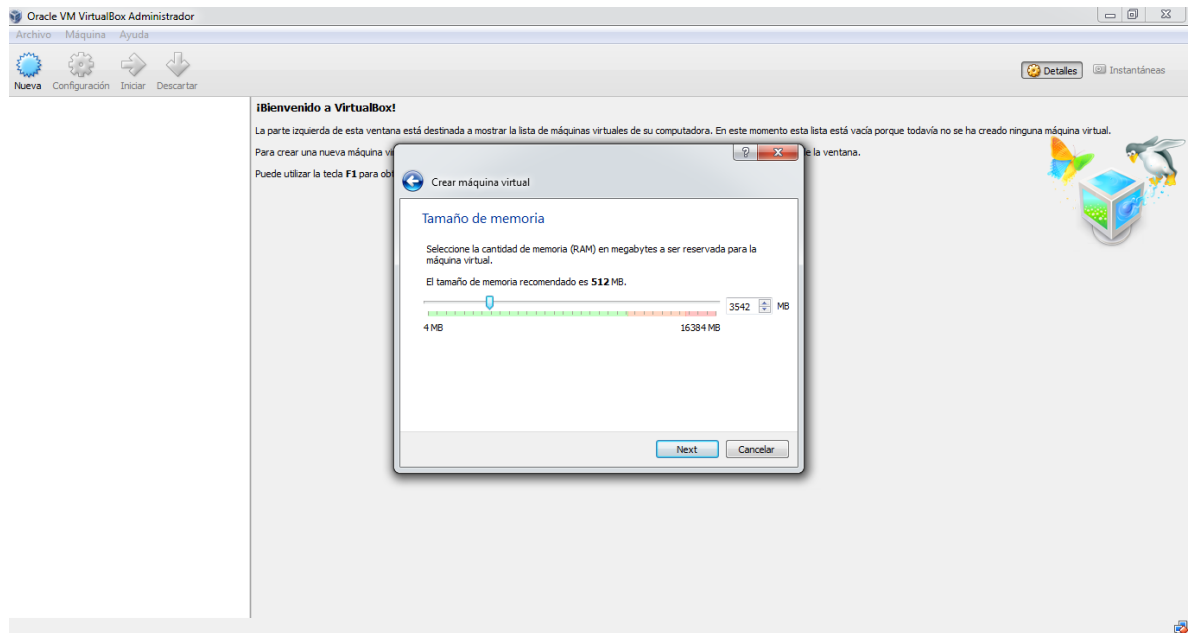 Oracle VM VirtualBox Administrador
Archivo Máquina Ayuda
Nueva Configuración Iniciar Descartar
Detalles Instantáneas
¡Bienvenido a VirtualBox!
La parte izquierda de esta ventana está destinada a mostrar la lista de máquinas virtuales de su computadora. En este momento esta lista está vacía porque todavía no se ha creado ninguna máquina virtual.
Para crear una nueva máquina
e la ventana.
Puede utilizar la tecla F1 para
Crear máquina virtual
Tamaño de memoria
Seleccione la cantidad de memoria (RAM) en megabytes a ser reservada para la
máquina virtual.
El tamaño de memoria recomendado es 512 MB.
3542 MB
4 MB 16384 MB
Next Cancelar